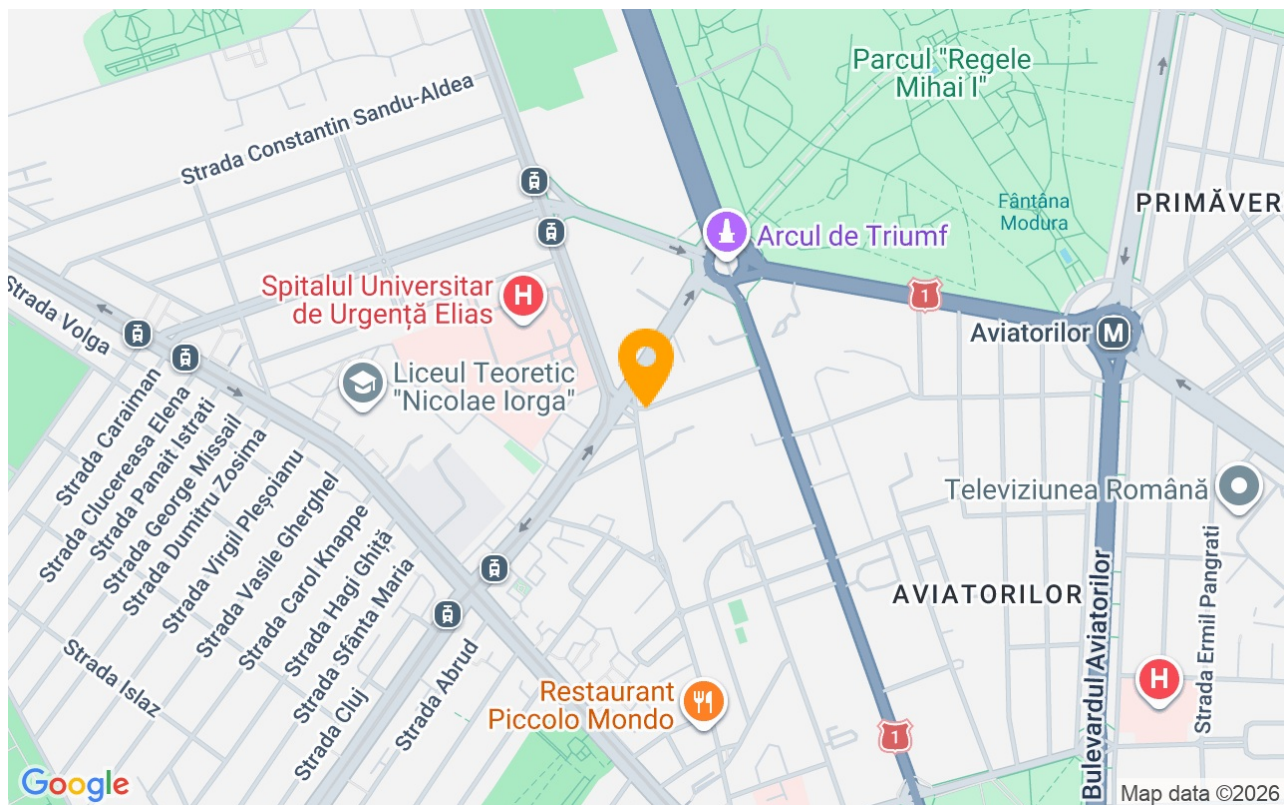 Parcul "Regele
Mihai I"
Strada Constantin Sandu-Aldea
Fântâna
Modura
PRIMĂVER
Arcul de Triumf
Spitalul Universitar
de Urgență Elias
H
1
Aviatorilor
M
Strada Volga
Liceul Teoretic
"Nicolae Iorga"
Strada Caraiman
Strada Clucereasa Elena
Strada Panait Istrati
Strada George Missail
Strada Dumitru Zosima
Strada Virgil Pleșoianu
Strada Vasile Gherghel
Strada Carol Knappe
Strada Hagi Ghiță
Strada Sfânta Maria
Strada Cluj
Strada Abrud
Strada Islaz
Televiziunea Română
AVIATORILOR
Bulevardul Aviatorilor
Strada Ermil Pangrati
H
Restaurant
Piccolo Mondo
1
Google
Map data ©2026